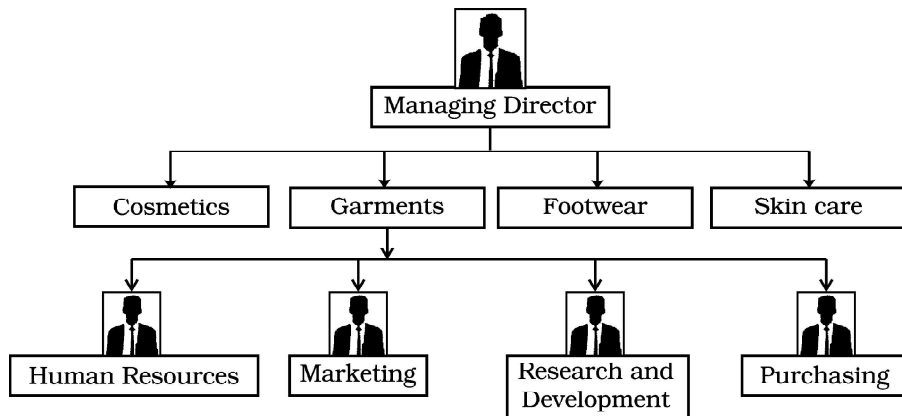 Managing Director
Cosmetics
Garments
Footwear
Skin care
Human Resources
Marketing
Research and
Development
Purchasing